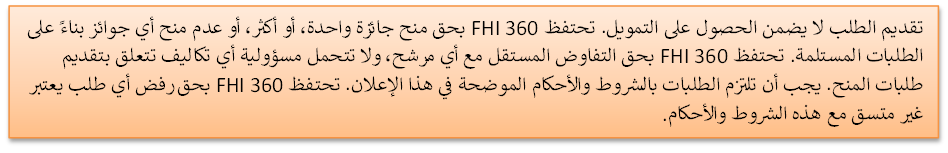 تقديم الطلب لا يضمن الحصول على التمويل. تحتفظ FHI 360 بحق منح جائزة واحدة، أو أكثر، أو عدم منح أي جوائز بناءً على
الطلبات المستلمة. تحتفظ FHI 360 بحق التفاوض المستقل مع أي مرشح، ولا تتحمل مسؤولية أي تكاليف تتعلق بتقديم
طلبات المنح. يجب أن تلتزم الطلبات بالشروط والأحكام الموضحة في هذا الإعلان. تحتفظ FHI 360 بحق رفض أي طلب يعتبر
غير متسق مع هذه الشروط والأحكام.